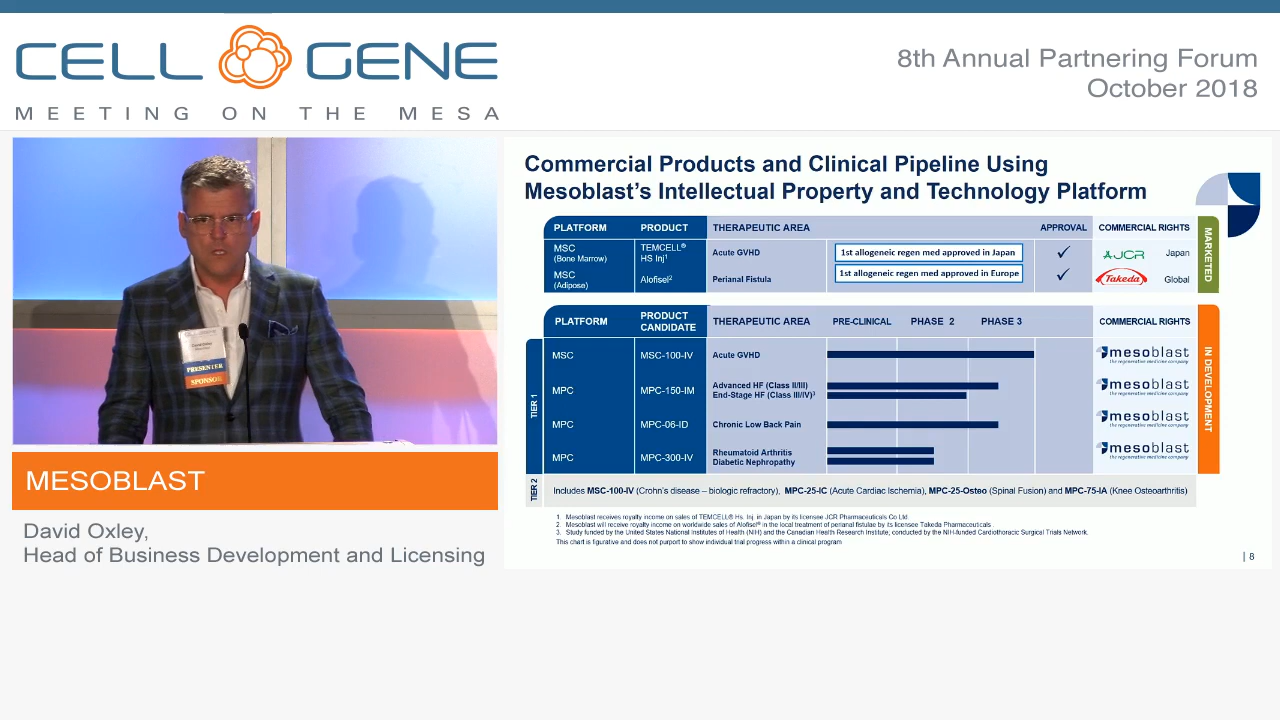 CELL GENE
MEETING ON THE MESA
8th Annual Partnering Forum
October 2018
PRESENTER
SPONSOR
MESOBLAST
David Oxley,
Head of Business Development and Licensing
Commercial Products and Clinical Pipeline Using
Mesoblast's Intellectual Property and Technology Platform
PLATFORM PRODUCT THERAPEUTIC AREA APPROVAL COMMERCIAL RIGHTS
MSC
(Bone Marrow)
TEMCELL®
HS Inj¹
Acute GVHD
1st allogeneic regen med approved in Japan
✓
JCR
Japan
MSC
(Adipose)
Alofisel²
Perianal Fistula
1st allogeneic regen med approved in Europe
✓
Takeda
Global
MARKETED
PLATFORM
PRODUCT
CANDIDATE
THERAPEUTIC AREA PRE-CLINICAL PHASE 2 PHASE 3 COMMERCIAL RIGHTS
TIER 1
MSC MSC-100-IV Acute GVHD
mesoblast
the regenerative medicine company
MPC MPC-150-IM
Advanced HF (Class II/III)
End-Stage HF (Class III/IV)³
mesoblast
the regenerative medicine company
MPC MPC-06-ID Chronic Low Back Pain
mesoblast
the regenerative medicine company
MPC MPC-300-IV
Rheumatoid Arthritis
Diabetic Nephropathy
mesoblast
the regenerative medicine company
IN DEVELOPMENT
TIER 2
Includes MSC-100-IV (Crohn's disease – biologic refractory), MPC-25-IC (Acute Cardiac Ischemia), MPC-25-Osteo (Spinal Fusion) and MPC-75-IA (Knee Osteoarthritis)
1. Mesoblast receives royalty income on sales of TEMCELL® Hs. Inj. in Japan by its licensee JCR Pharmaceuticals Co Ltd
2. Mesoblast will receive royalty income on worldwide sales of Alofisel® in the local treatment of perianal fistulae by its licensee Takeda Pharmaceuticals
3. Study funded by the United States National Institutes of Health (NIH) and the Canadian Health Research Institute; conducted by the NIH-funded Cardiothoracic Surgical Trials Network.
This chart is figurative and does not purport to show individual trial progress within a clinical program
| 8